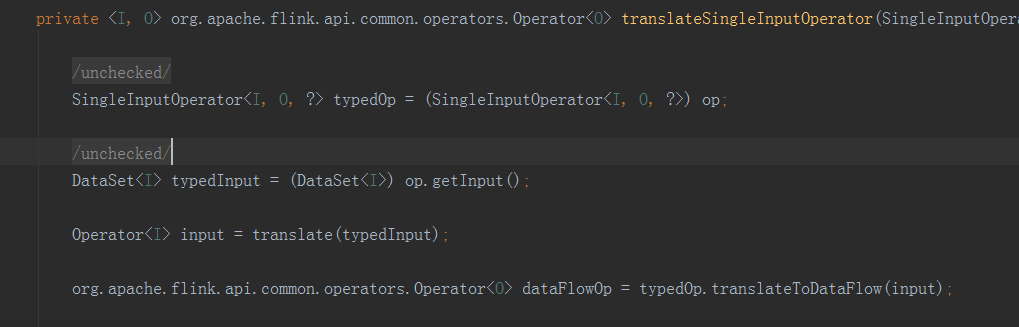 private <I, O> org.apache.flink.api.common.operators.Operator<O> translateSingleInputOperator(SingleInputOper
/unchecked/
SingleInputOperator<I, O, ?> typedOp = (SingleInputOperator<I, O, ?>) op;
/unchecked/
DataSet<I> typedInput = (DataSet<I>) op.getInput();
Operator<I> input = translate(typedInput);
org.apache.flink.api.common.operators.Operator<O> dataFlowOp = typedOp.translateToDataFlow(input);